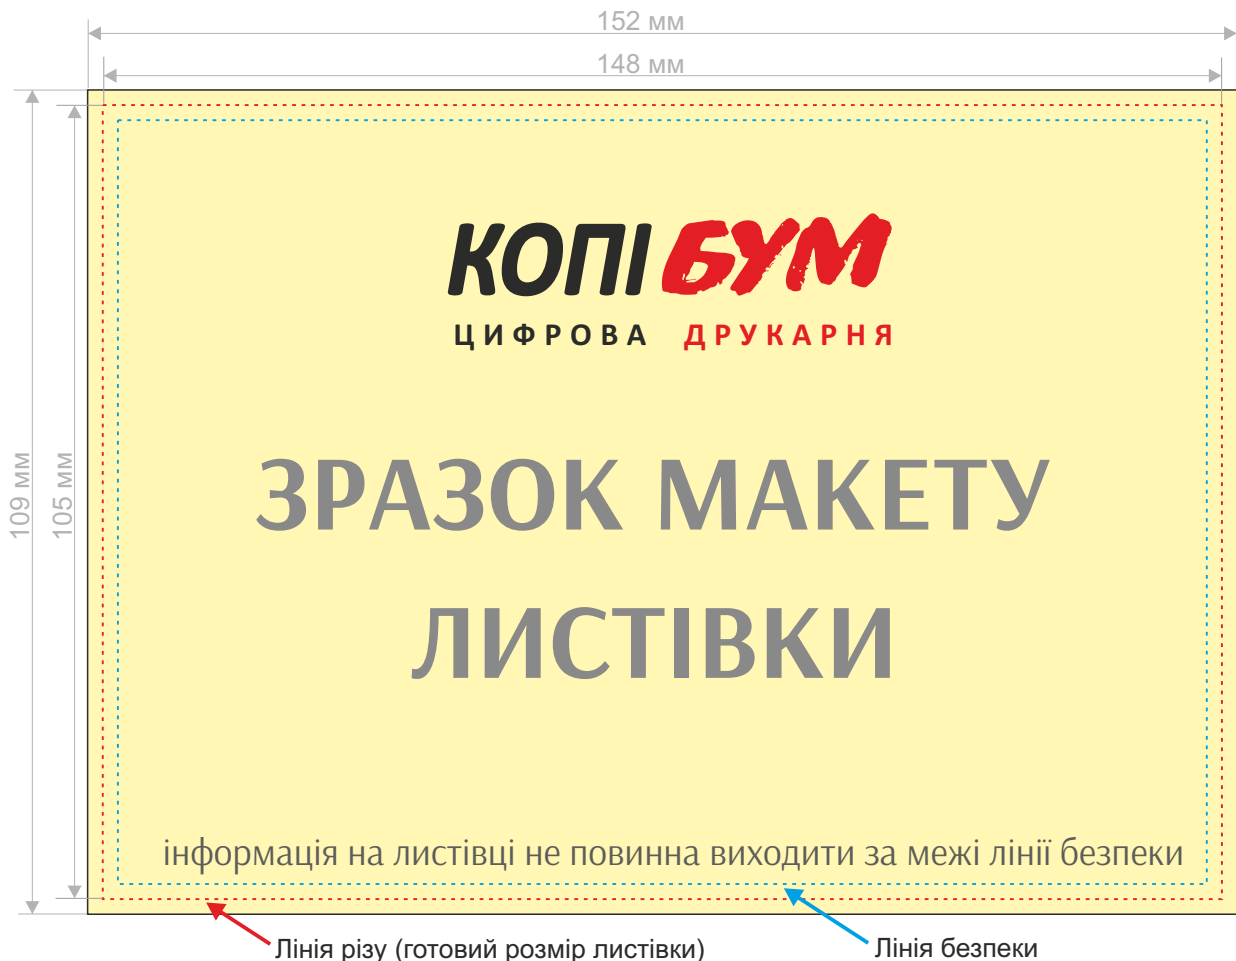 152 мм
148 мм
109 мм
105 мм
КОПІ БУМ
ЦИФРОВА ДРУКАРНЯ
ЗРАЗОК МАКЕТУ
ЛИСТІВКИ
інформація на листівці не повинна виходити за межі лінії безпеки
Лінія різу (готовий розмір листівки)
Лінія безпеки